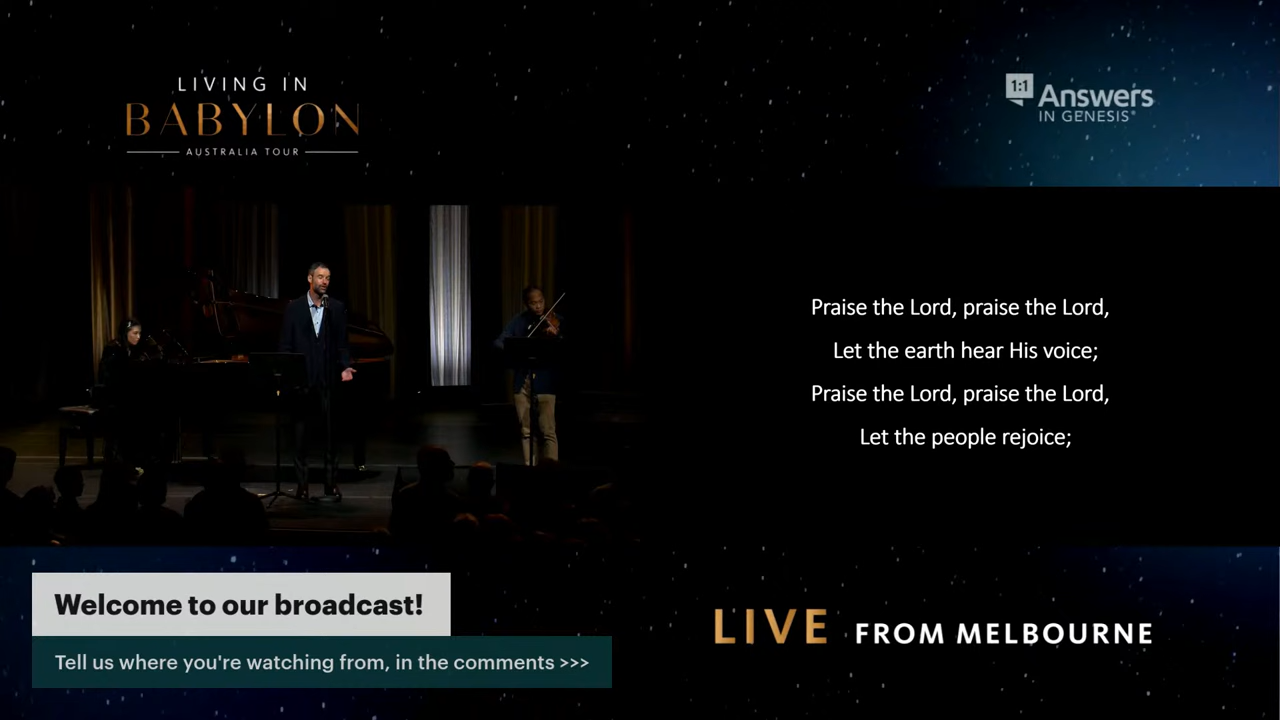 LIVING IN
BABYLON
AUSTRALIA TOUR
1:1
Answers
IN GENESIS®
Praise the Lord, praise the Lord,
Let the earth hear His voice;
Praise the Lord, praise the Lord,
Let the people rejoice;
Welcome to our broadcast!
Tell us where you're watching from, in the comments >>>
LIVE FROM MELBOURNE